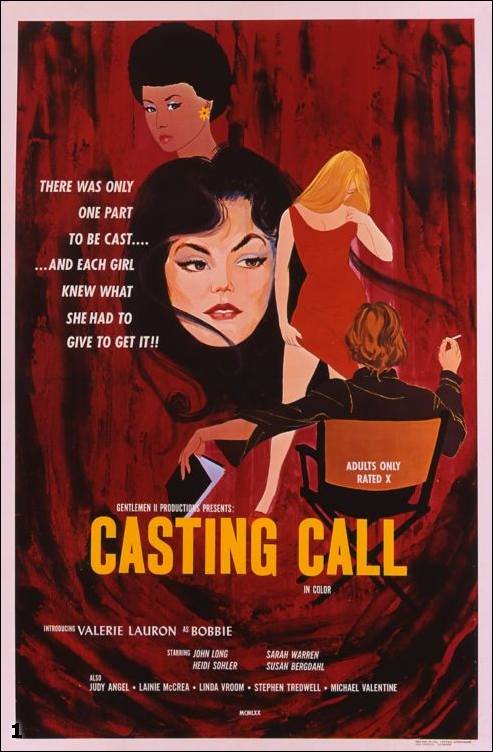 THERE WAS ONLY
ONE PART
TO BE CAST....
...AND EACH GIRL
KNEW WHAT
SHE HAD TO
GIVE TO GET IT!!
ADULTS ONLY
RATED X
GENTLEMEN II PRODUCTIONS PRESENTS:
CASTING CALL
IN COLOR
INTRODUCING VALERIE LAURON AS BOBBIE
STARRING JOHN LONG SARAH WARREN
HEIDI SOHLER SUSAN BERGDAHL
ALSO
JUDY ANGEL • LAINIE McCREA • LINDA VROOM • STEPHEN TREDWELL • MICHAEL VALENTINE
MCMLXX
1